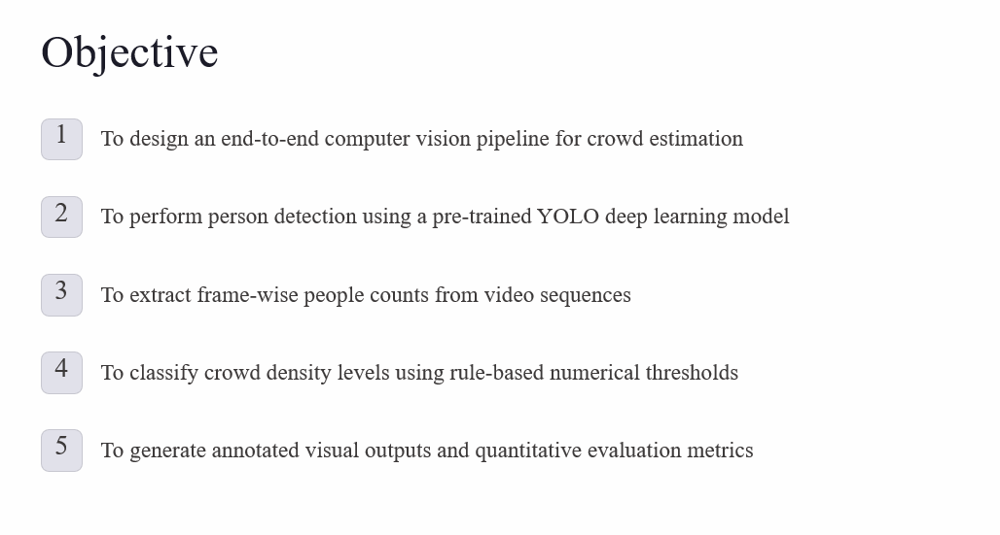 Objective
1 To design an end-to-end computer vision pipeline for crowd estimation
2 To perform person detection using a pre-trained YOLO deep learning model
3 To extract frame-wise people counts from video sequences
4 To classify crowd density levels using rule-based numerical thresholds
5 To generate annotated visual outputs and quantitative evaluation metrics